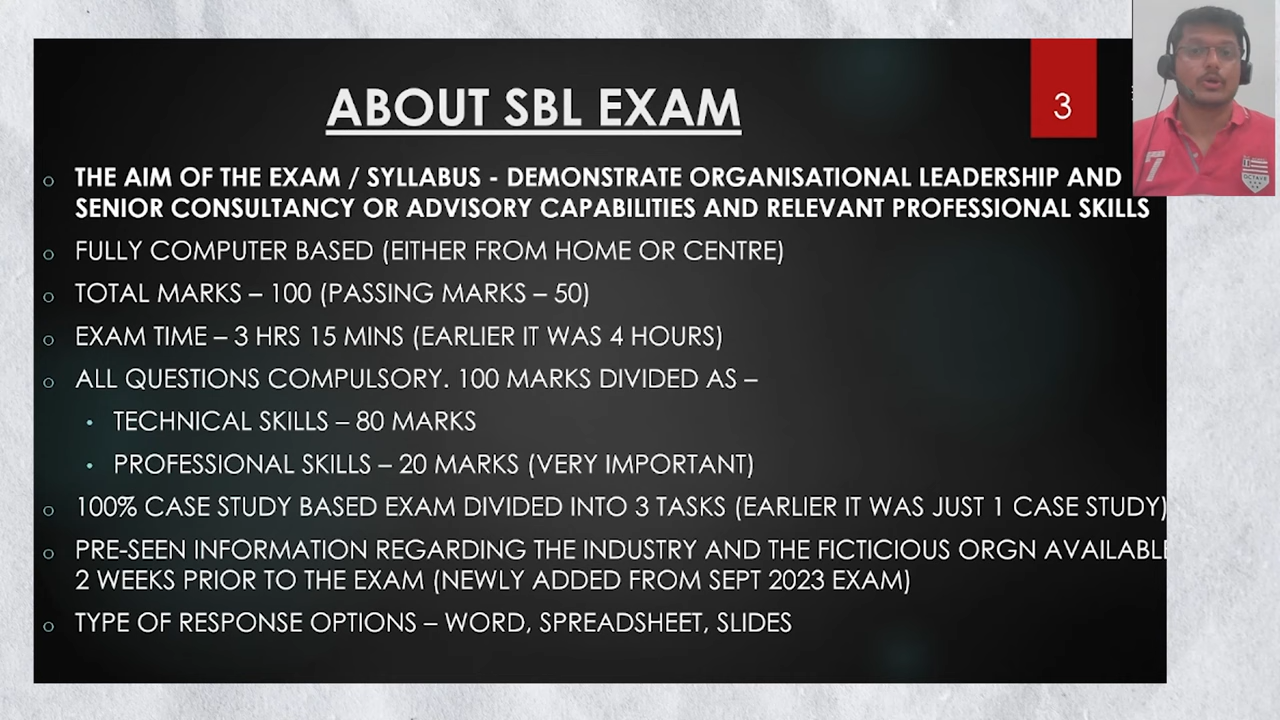 ABOUT SBL EXAM
3
THE AIM OF THE EXAM / SYLLABUS - DEMONSTRATE ORGANISATIONAL LEADERSHIP AND
SENIOR CONSULTANCY OR ADVISORY CAPABILITIES AND RELEVANT PROFESSIONAL SKILLS
FULLY COMPUTER BASED (EITHER FROM HOME OR CENTRE)
TOTAL MARKS – 100 (PASSING MARKS – 50)
EXAM TIME – 3 HRS 15 MINS (EARLIER IT WAS 4 HOURS)
ALL QUESTIONS COMPULSORY. 100 MARKS DIVIDED AS –
TECHNICAL SKILLS – 80 MARKS
PROFESSIONAL SKILLS – 20 MARKS (VERY IMPORTANT)
100% CASE STUDY BASED EXAM DIVIDED INTO 3 TASKS (EARLIER IT WAS JUST 1 CASE STUDY)
PRE-SEEN INFORMATION REGARDING THE INDUSTRY AND THE FICTICIOUS ORGN AVAILABLE
2 WEEKS PRIOR TO THE EXAM (NEWLY ADDED FROM SEPT 2023 EXAM)
TYPE OF RESPONSE OPTIONS – WORD, SPREADSHEET, SLIDES
7
OCTAVE